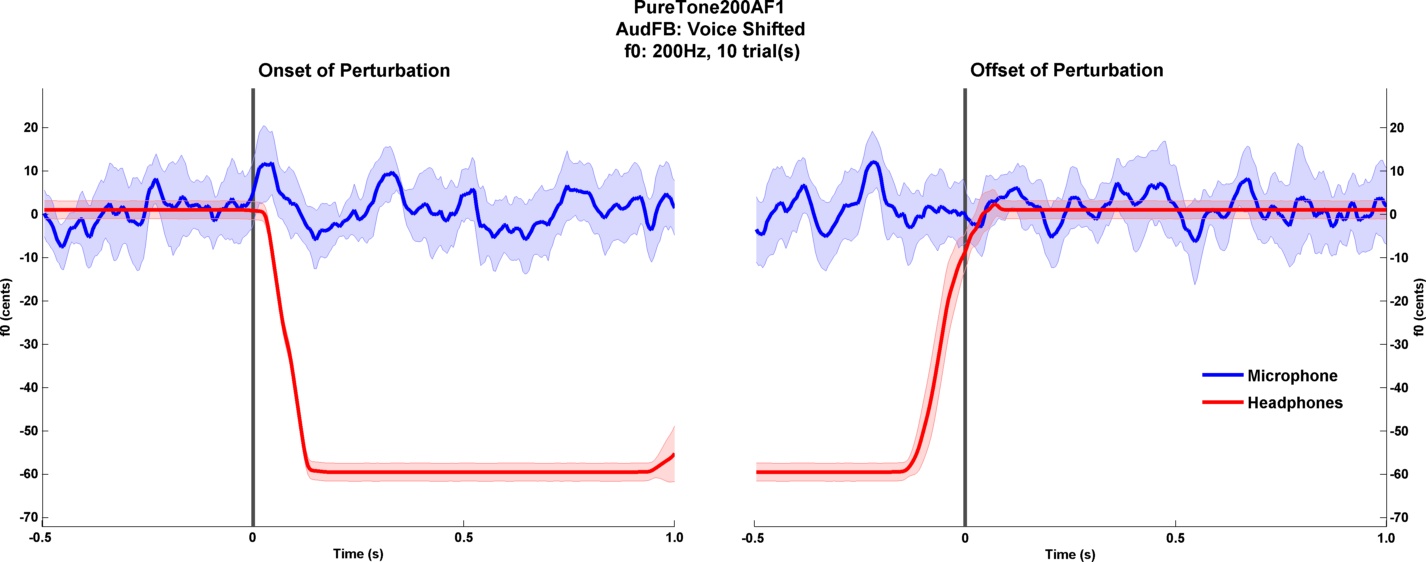 PureTone200AF1
AudFB: Voice Shifted
f0: 200Hz, 10 trial(s)
Onset of Perturbation
Offset of Perturbation
20
10
0
-10
-20
-30
-40
-50
-60
-70
f0 (cents)
-0.5
0
0.5
1.0
Time (s)
-0.5
0
0.5
1.0
Time (s)
20
10
0
-10
-20
-30
-40
-50
-60
-70
f0 (cents)
Microphone
Headphones